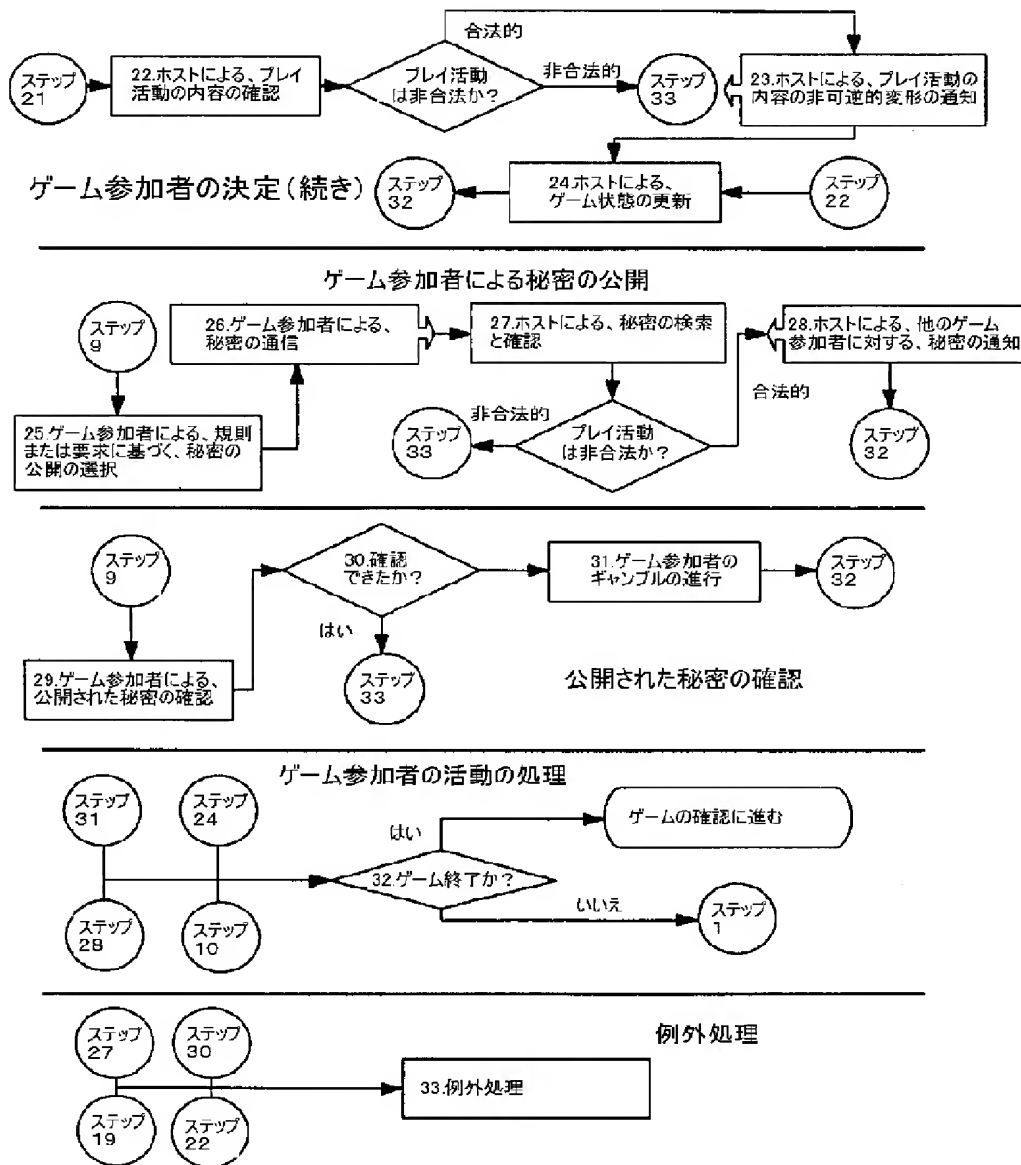 合法的
ステップ
21
22.ホストによる、プレイ
活動の内容の確認
プレイ活動
は非合法か？
非合法的
ステップ
33
23.ホストによる、プレイ活動の
内容の非可逆的変形の通知
ゲーム参加者の決定(続き)
ステップ
32
24.ホストによる、
ゲーム状態の更新
ステップ
22
ゲーム参加者による秘密の公開
ステップ
9
26.ゲーム参加者による、
秘密の通信
27.ホストによる、秘密の検索
と確認
28.ホストによる、他のゲーム
参加者に対する、秘密の通知
合法的
25.ゲーム参加者による、規則
または要求に基づく、秘密の
公開の選択
非合法的
ステップ
33
プレイ活動
は非合法か？
ステップ
32
ステップ
9
30.確認
できたか？
31.ゲーム参加者の
ギャンブルの進行
ステップ
32
はい
29.ゲーム参加者による、
公開された秘密の確認
ステップ
33
公開された秘密の確認
ゲーム参加者の活動の処理
ステップ
31
ステップ
24
はい
ゲームの確認に進む
32.ゲーム終了か？
いいえ
ステップ
28
ステップ
10
ステップ
1
例外処理
ステップ
27
ステップ
30
33.例外処理
ステップ
19
ステップ
22